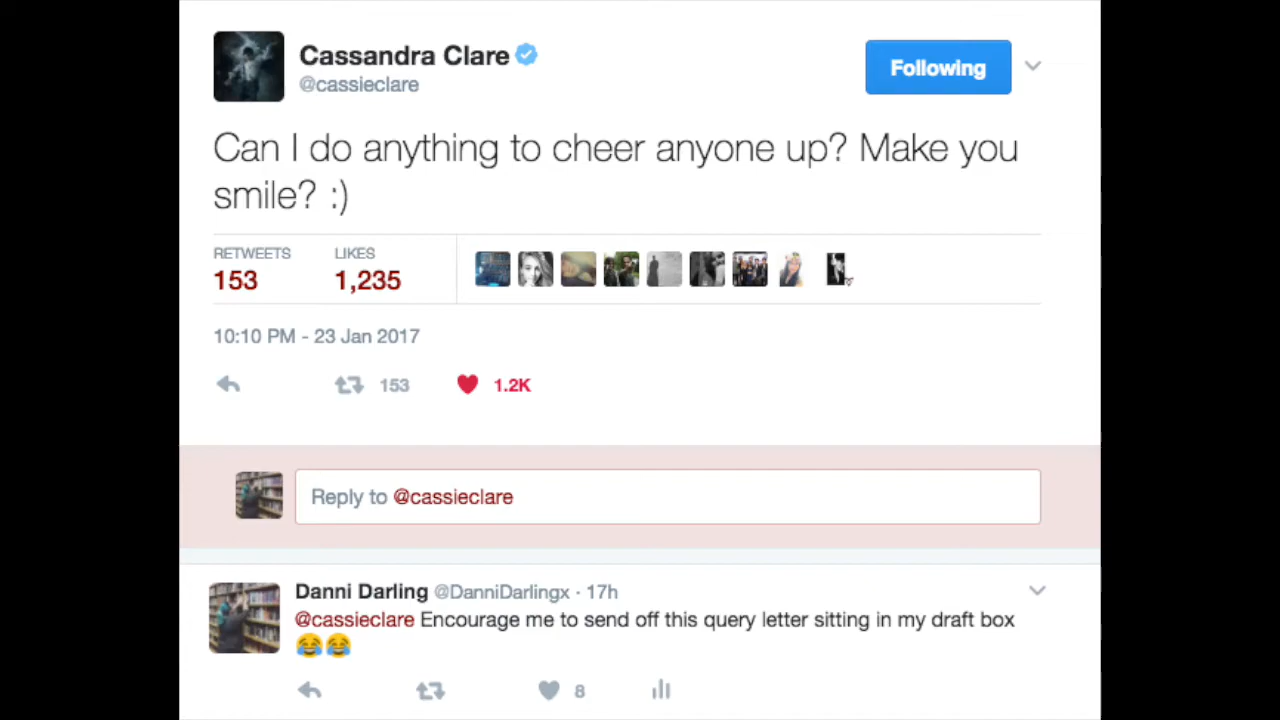 Cassandra Clare
@cassieclare
Following
Can I do anything to cheer anyone up? Make you
smile? :)
RETWEETS LIKES
153 1,235
10:10 PM - 23 Jan 2017
153 1.2K
Reply to @cassieclare
Danni Darling @DanniDarlingx · 17h
@cassieclare Encourage me to send off this query letter sitting in my draft box
😂😂
8